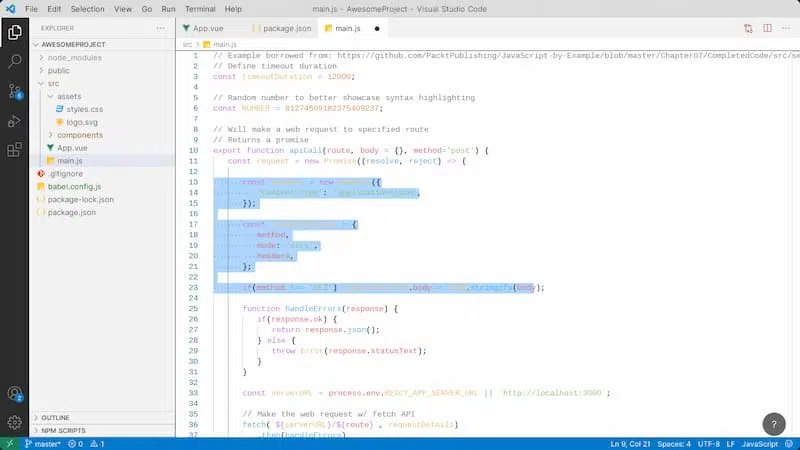 File Edit Selection View Go Run Terminal Help
main.js - AwesomeProject - Visual Studio Code
EXPLORER
AWESOMEPROJECT
node_modules
public
src
assets
styles.css
logo.svg
components
App.vue
main.js
.gitignore
babel.config.js
package-lock.json
package.json
OUTLINE
NPM SCRIPTS
App.vue package.json main.js
src > main.js
1 // Example borrowed from: https://github.com/PacktPublishing/JavaScript-by-Example/blob/master/Chapter07/CompletedCode/src/se
2 // Define timeout duration
3 const timeoutDuration = 12000;
4
5 // Random number to better showcase syntax highlighting
6 const NUMBER = 81274509182375409237;
7
8 // Will make a web request to specified route
9 // Returns a promise
10 export function apiCall(route, body = {}, method='post') {
11 const request = new Promise((resolve, reject) => {
12
13 const = new ({
14 'application/json',
15 });
16
17 const = {
18 method,
19 mode: 'cors',
20 headers,
21 };
22
23 if(method !== 'GET') .body = .stringify(body);
24
25 function handleErrors(response) {
26 if(response.ok) {
27 return response.json();
28 } else {
29 throw Error(response.statusText);
30 }
31 }
32
33 const serverURL = process.env.REACT_APP_SERVER_URL || `http://localhost:3000`;
34
35 // Make the web request w/ fetch API
36 fetch(`${serverURL}/${route}`, requestDetails)
37 .then(handleErrors)
6
2
?
master* 0 1
Ln 9, Col 21 Spaces: 4 UTF-8 LF JavaScript